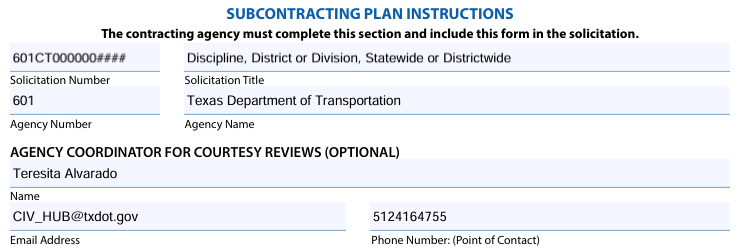 SUBCONTRACTING PLAN INSTRUCTIONS
The contracting agency must complete this section and include this form in the solicitation.
601CT000000#### Discipline, District or Division, Statewide or Districtwide
Solicitation Number Solicitation Title
601 Texas Department of Transportation
Agency Number Agency Name
AGENCY COORDINATOR FOR COURTESY REVIEWS (OPTIONAL)
Teresita Alvarado
Name
CIV_HUB@txdot.gov 5124164755
Email Address Phone Number: (Point of Contact)